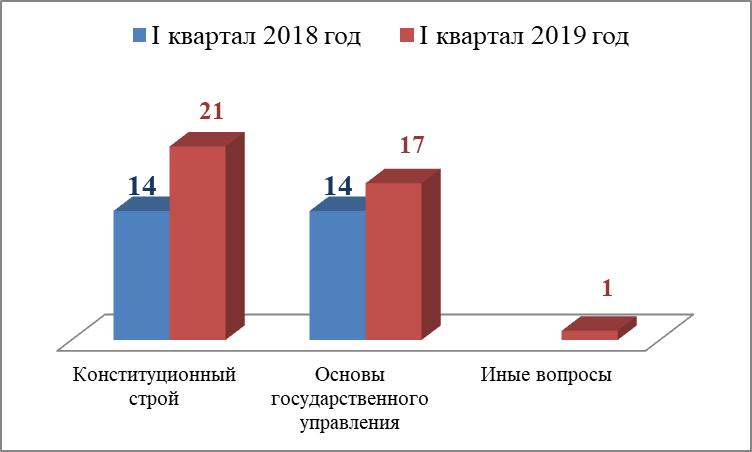 I квартал 2018 год I квартал 2019 год
21
14
14
17
1
Конституционный
строй
Основы
государственного
управления
Иные вопросы